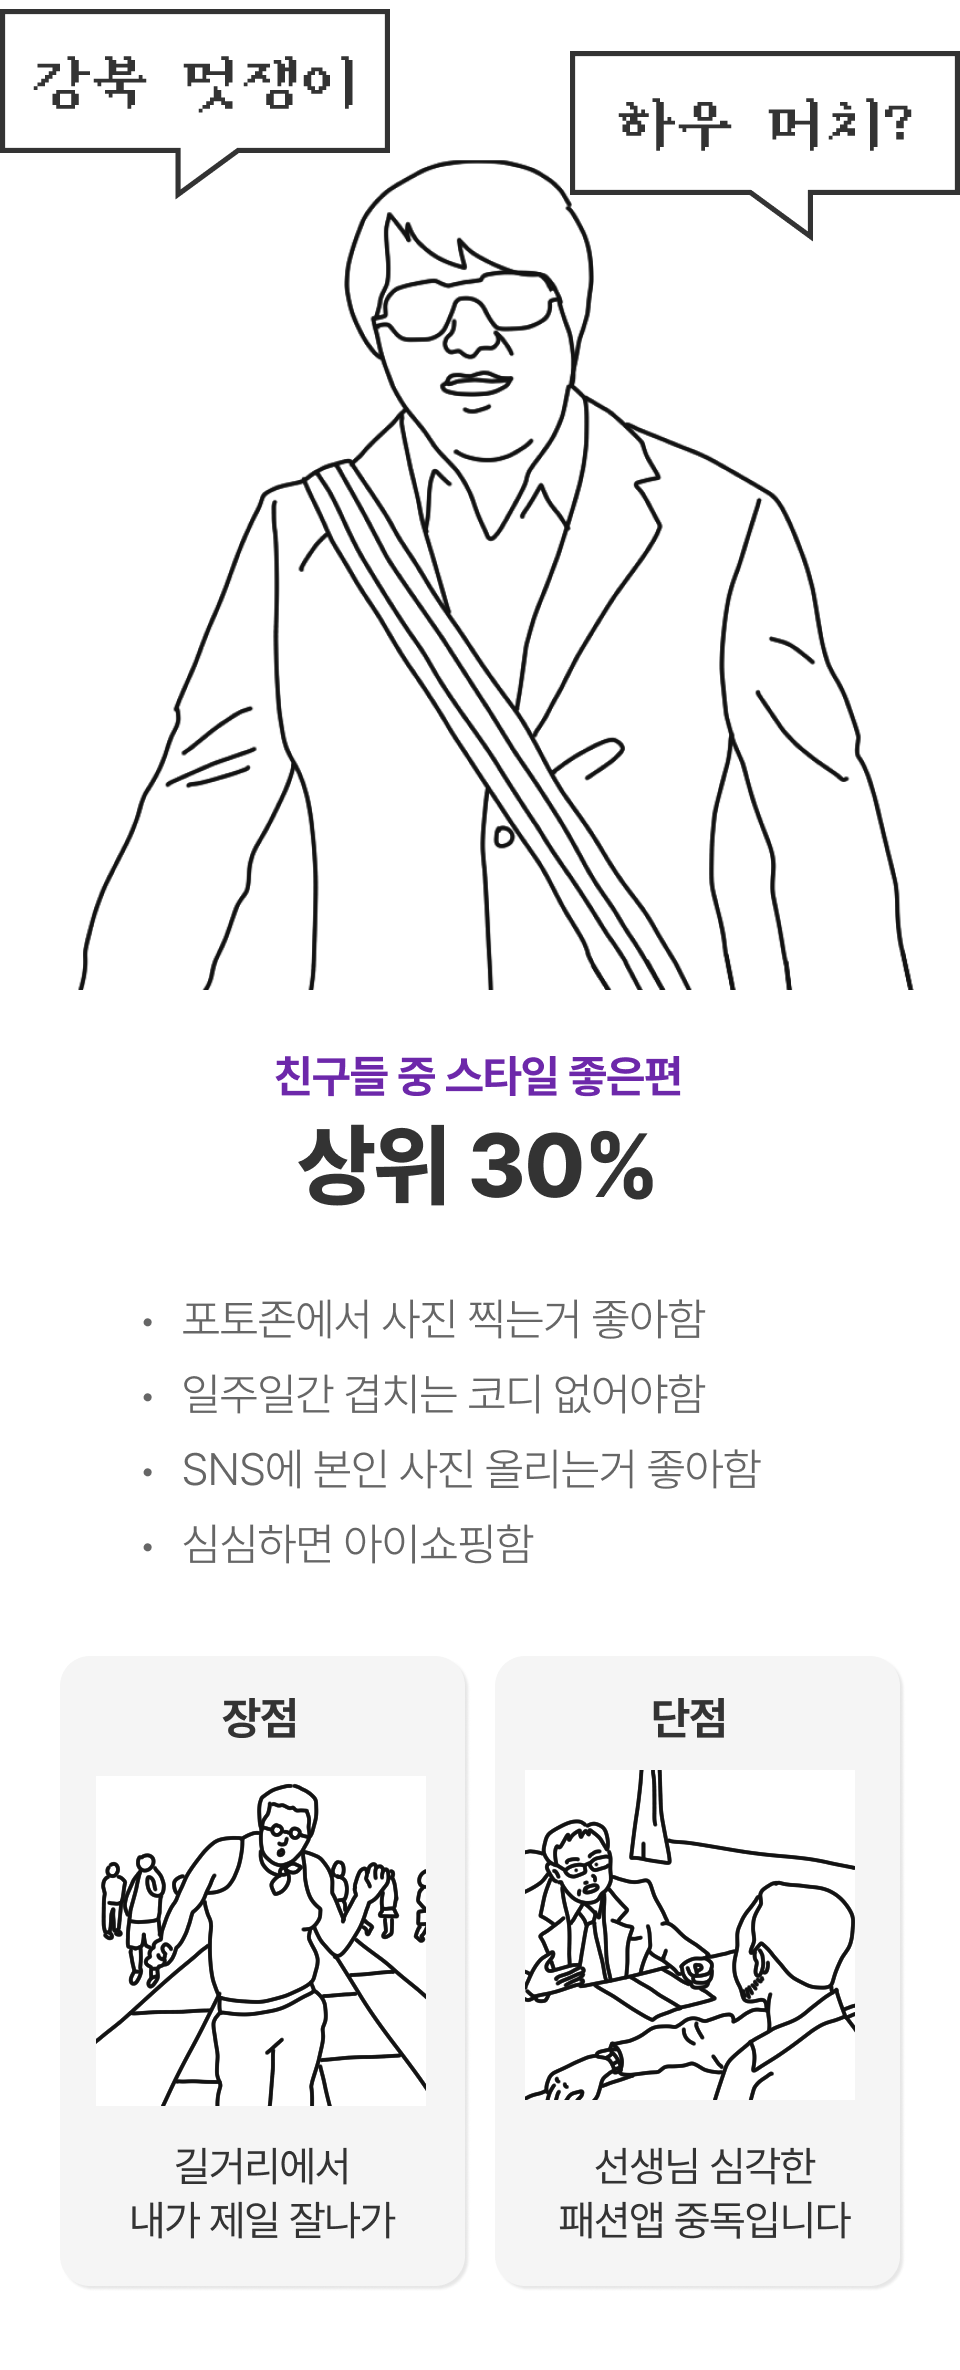 강북 멋쟁이
하우 머치?
친구들 중 스타일 좋은편
상위 30%
• 포토존에서 사진 찍는거 좋아함
• 일주일간 겹치는 코디 없어야함
• SNS에 본인 사진 올리는거 좋아함
• 심심하면 아이쇼핑함
장점
길거리에서
내가 제일 잘나가
단점
선생님 심각한
패션앱 중독입니다